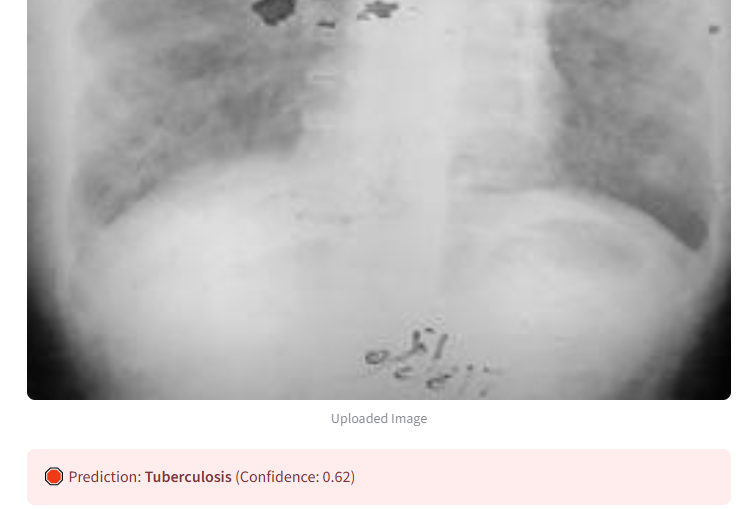 Uploaded Image
Prediction: Tuberculosis (Confidence: 0.62)